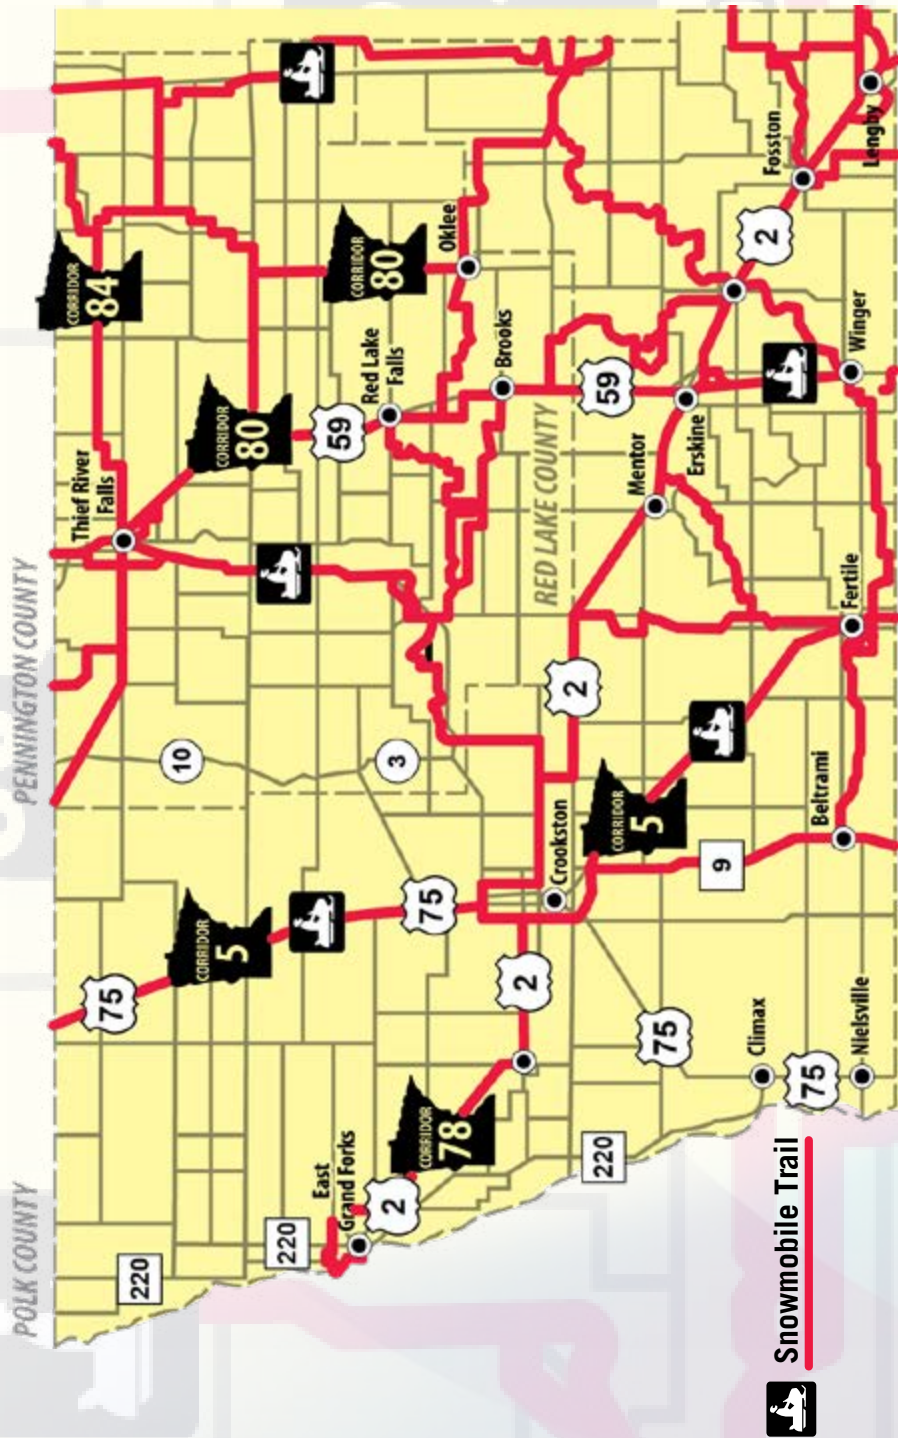 POLK COUNTY
PENNINGTON COUNTY
220
75
CORRIDOR
5
10
Thief River
Falls
CORRIDOR
84
CORRIDOR
80
East
Grand Forks
220
2
CORRIDOR
78
75
3
59
Red Lake
Falls
CORRIDOR
80
Oklee
Brooks
2
Crookston
2
RED LAKE COUNTY
59
220
75
CORRIDOR
5
9
Mentor
Erskine
2
Fosston
Lengby
Climax
75
Nielsville
Beltrami
Fertile
Winger
Snowmobile Trail